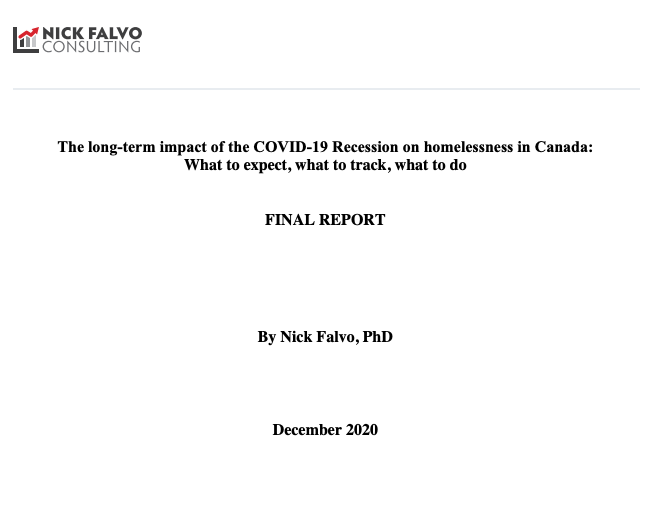 NICK FALVO
CONSULTING
The long-term impact of the COVID-19 Recession on homelessness in Canada:
What to expect, what to track, what to do
FINAL REPORT
By Nick Falvo, PhD
December 2020